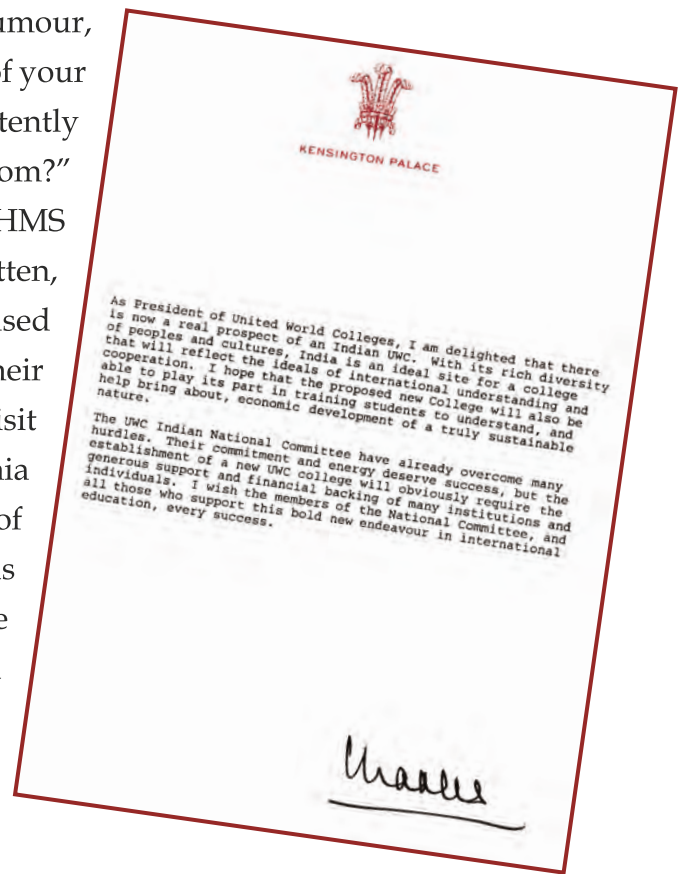 umour,
of your
tently
om?”
HMS
tten,
sed
heir
isit
nia
of
s
e
KENSINGTON PALACE
As President of United World Colleges, I am delighted that there
is now a real prospect of an Indian UWC. With its rich diversity
of peoples and cultures, India is an ideal site for a college
that will reflect the ideals of international understanding and
cooperation. I hope that the proposed new College will also be
able to play its part in training students to understand, and
help bring about, economic development of a truly sustainable
nature.
The UWC Indian National Committee have already overcome many
hurdles. Their commitment and energy deserve success, but the
establishment of a new UWC college will obviously require the
generous support and financial backing of many institutions and
individuals. I wish the members of the National Committee, and
all those who support this bold new endeavour in international
education, every success.
Charles